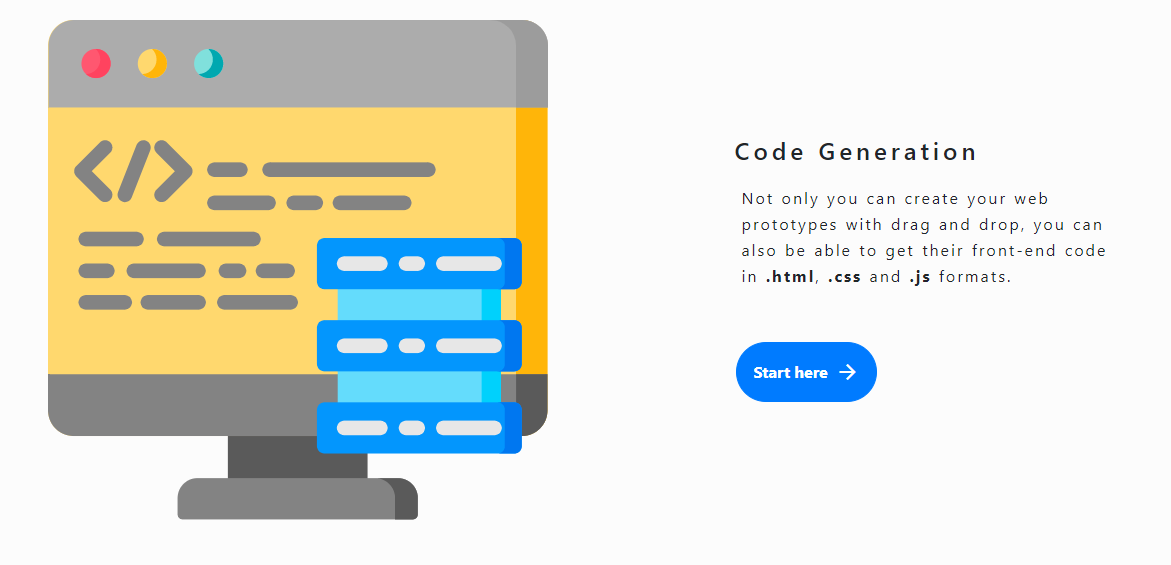 Code Generation
Not only you can create your web
prototypes with drag and drop, you can
also be able to get their front-end code
in .html, .css and .js formats.
Start here